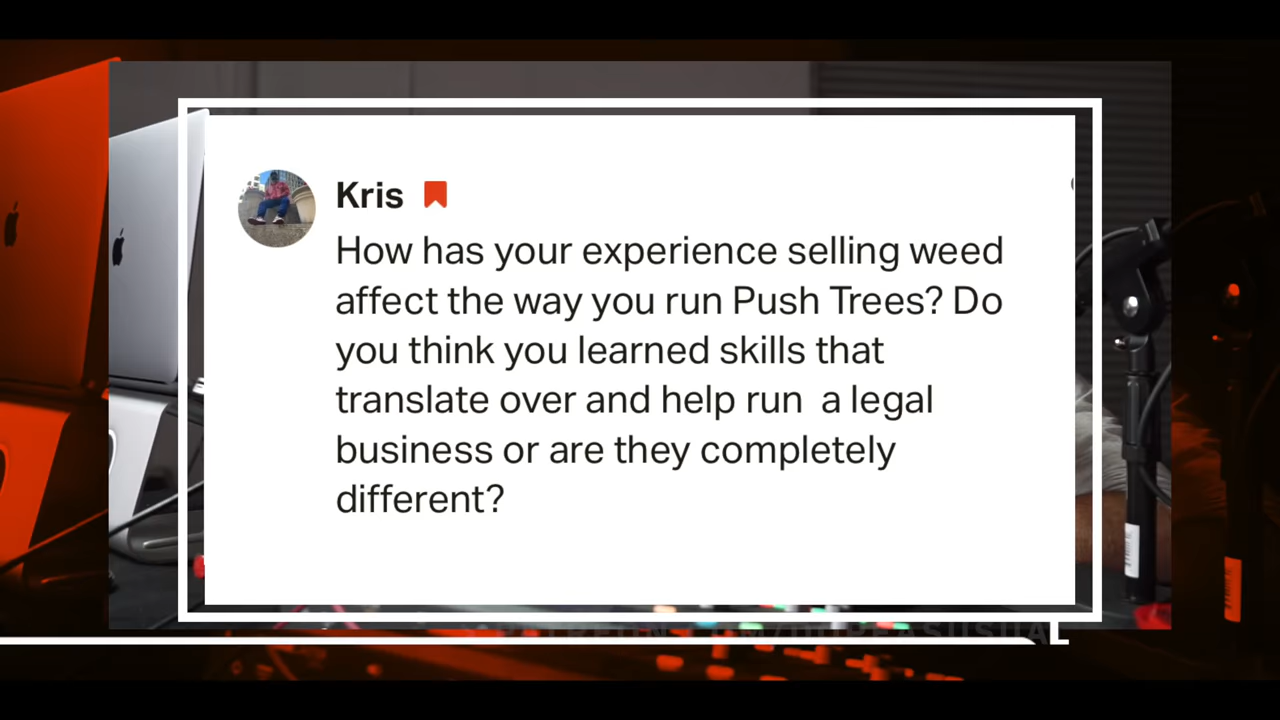 Kris
How has your experience selling weed
affect the way you run Push Trees? Do
you think you learned skills that
translate over and help run  a legal
business or are they completely
different?